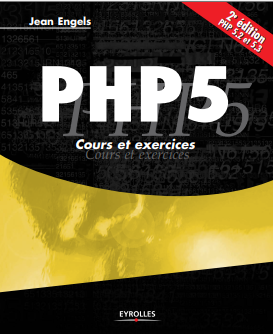 Jean Engels
2e édition
PHP 5.2 et 5.3
PHP5
Cours et exercices
EYROLLES